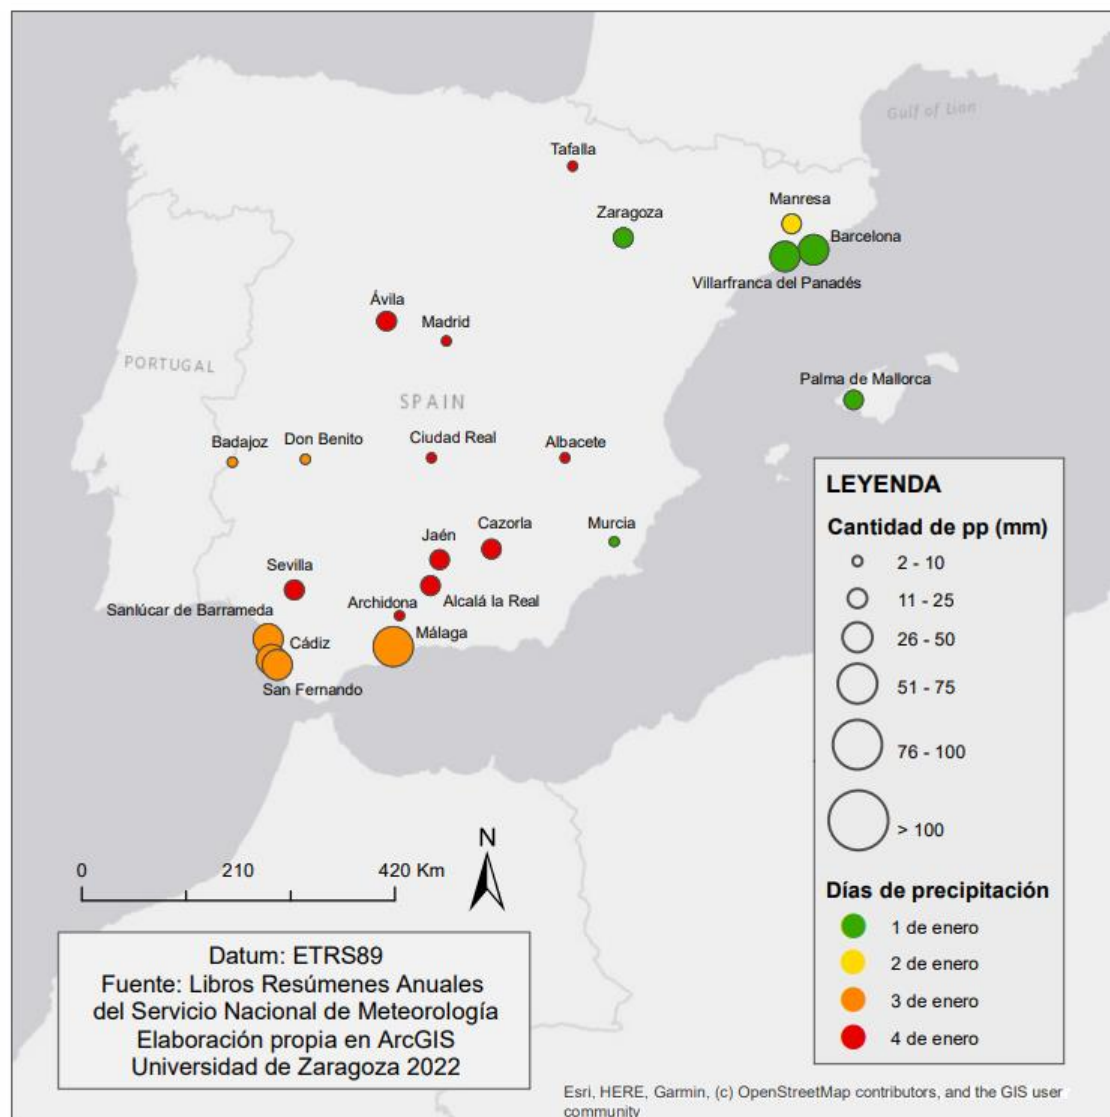 Gulf of Lion
Tafalla
Manresa
Zaragoza
Barcelona
Villarfranca del Panadés
Ávila
Madrid
PORTUGAL
Palma de Mallorca
SPAIN
Badajoz
Don Benito
Ciudad Real
Albacete
Cazorla
Murcia
Jaén
Sevilla
Alcalá la Real
Archidona
Sanlúcar de Barrameda
Málaga
Cádiz
San Fernando
LEYENDA
Cantidad de pp (mm)
2 - 10
11 - 25
26 - 50
51 - 75
76 - 100
> 100
Días de precipitación
1 de enero
2 de enero
3 de enero
4 de enero
N
0 210 420 Km
Datum: ETRS89
Fuente: Libros Resúmenes Anuales
del Servicio Nacional de Meteorología
Elaboración propia en ArcGIS
Universidad de Zaragoza 2022
Esri, HERE, Garmin, (c) OpenStreetMap contributors, and the GIS user
community